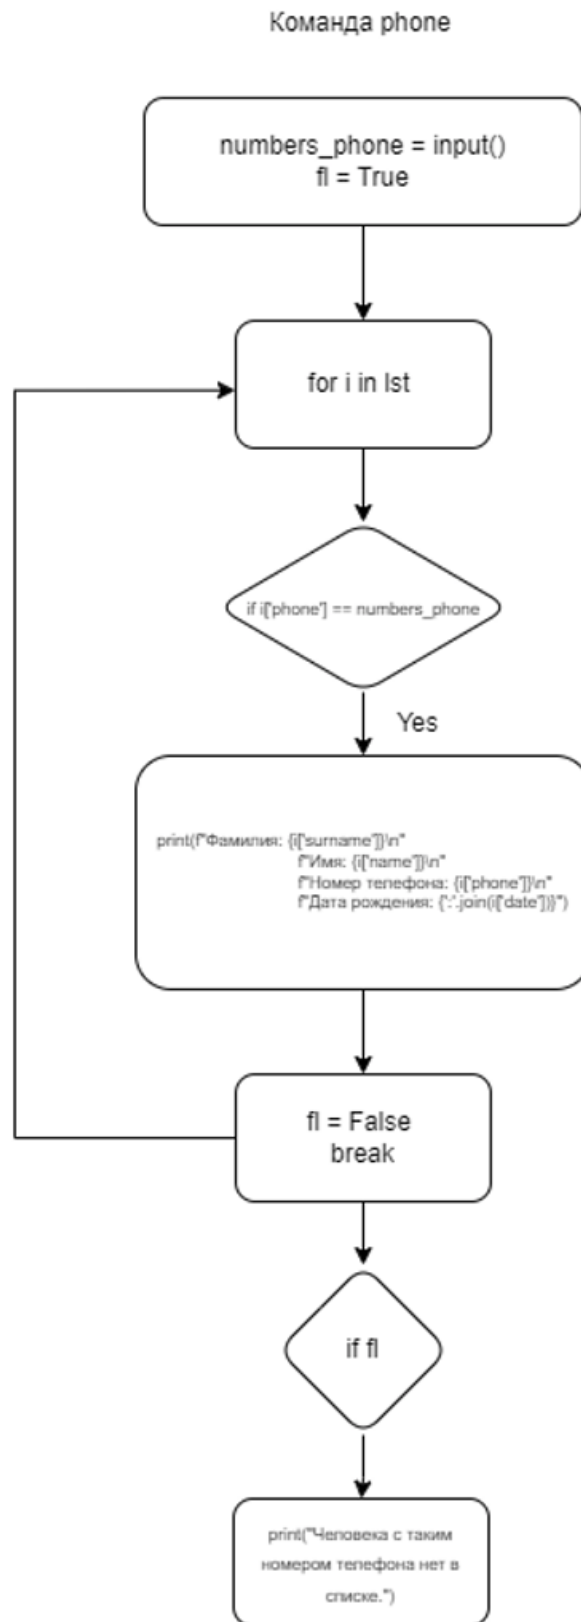 Команда phone
numbers_phone = input()
fl = True
for i in lst
if i['phone'] == numbers_phone
Yes
print(f"Фамилия: {i['surname']}\n"
f"Имя: {i['name']}\n"
f"Номер телефона: {i['phone']}\n"
f"Дата рождения: {':'.join(i['date'])}")
fl = False
break
if fl
print("Человека с таким
номером телефона нет в
списке.")